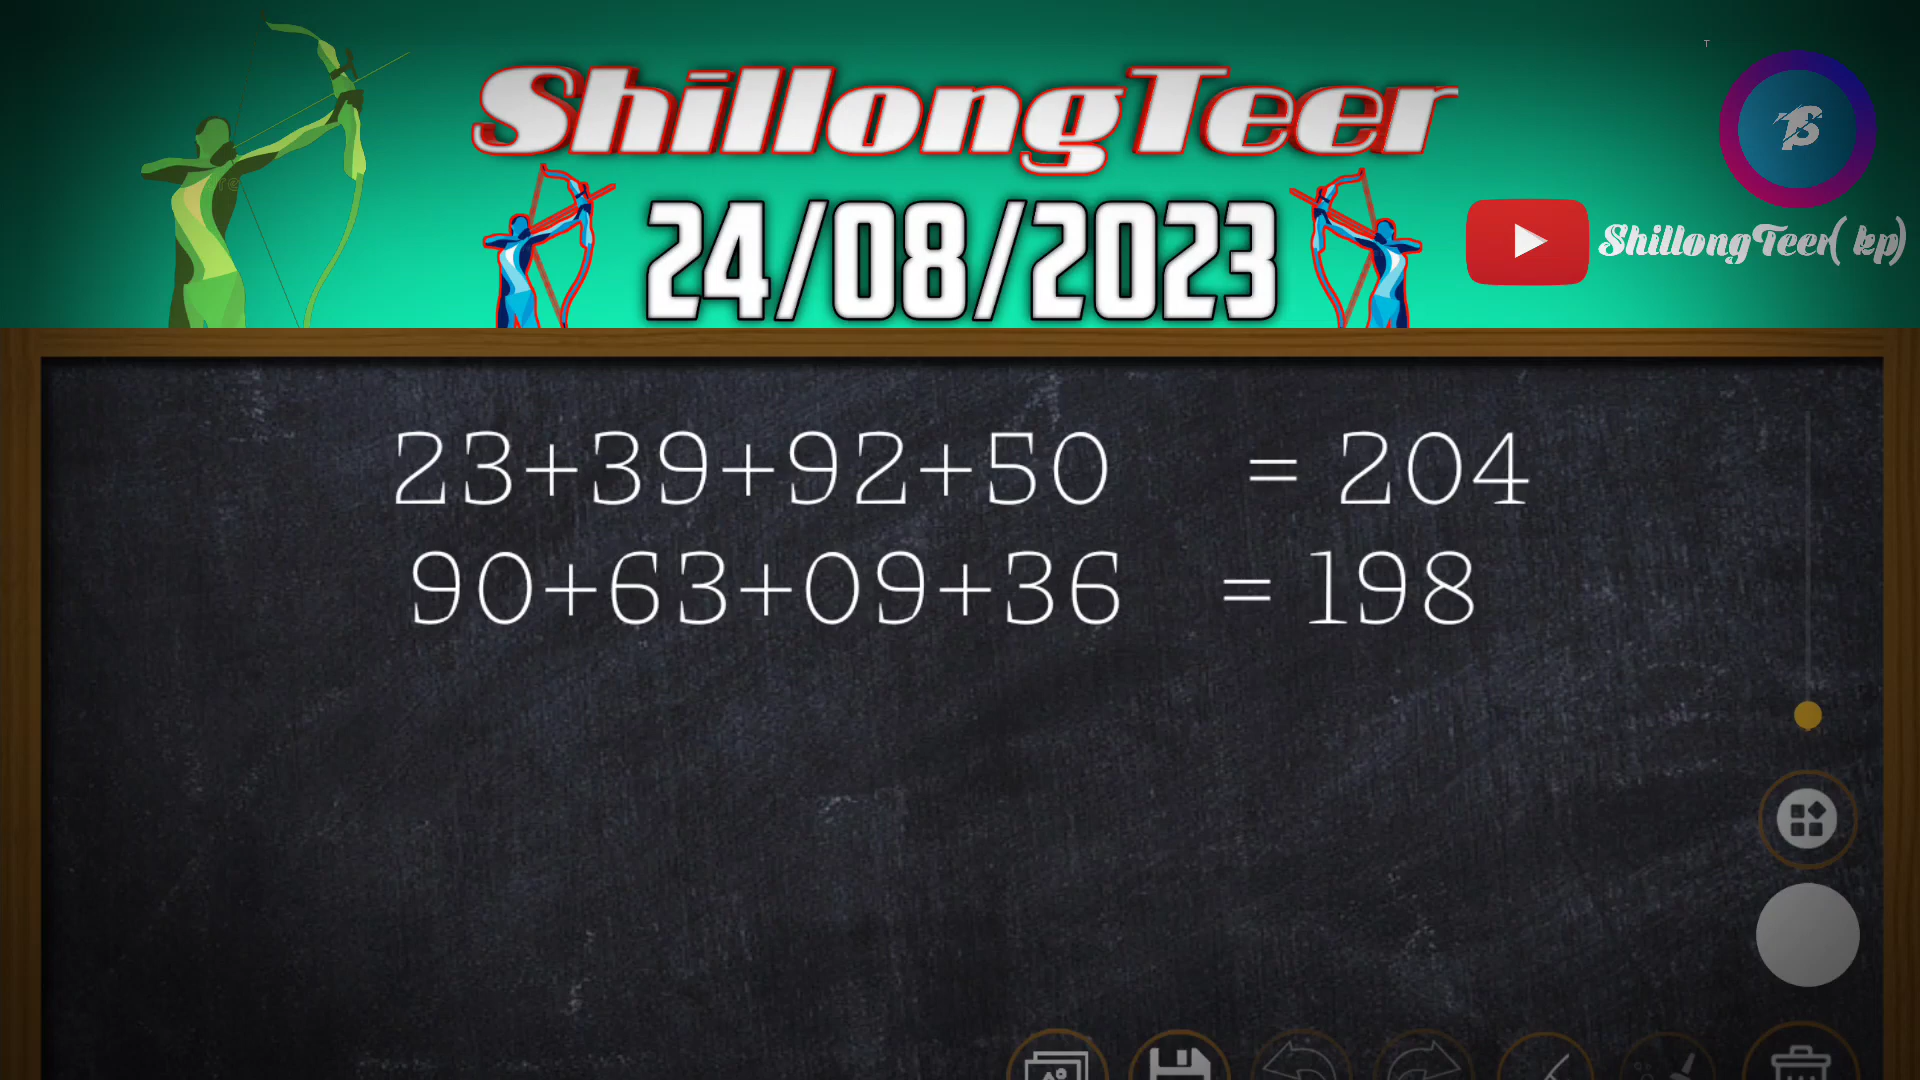 ShillongTeer
24/08/2023
ShillongTeer( kp)
23+39+92+50 = 204
90+63+09+36 = 198